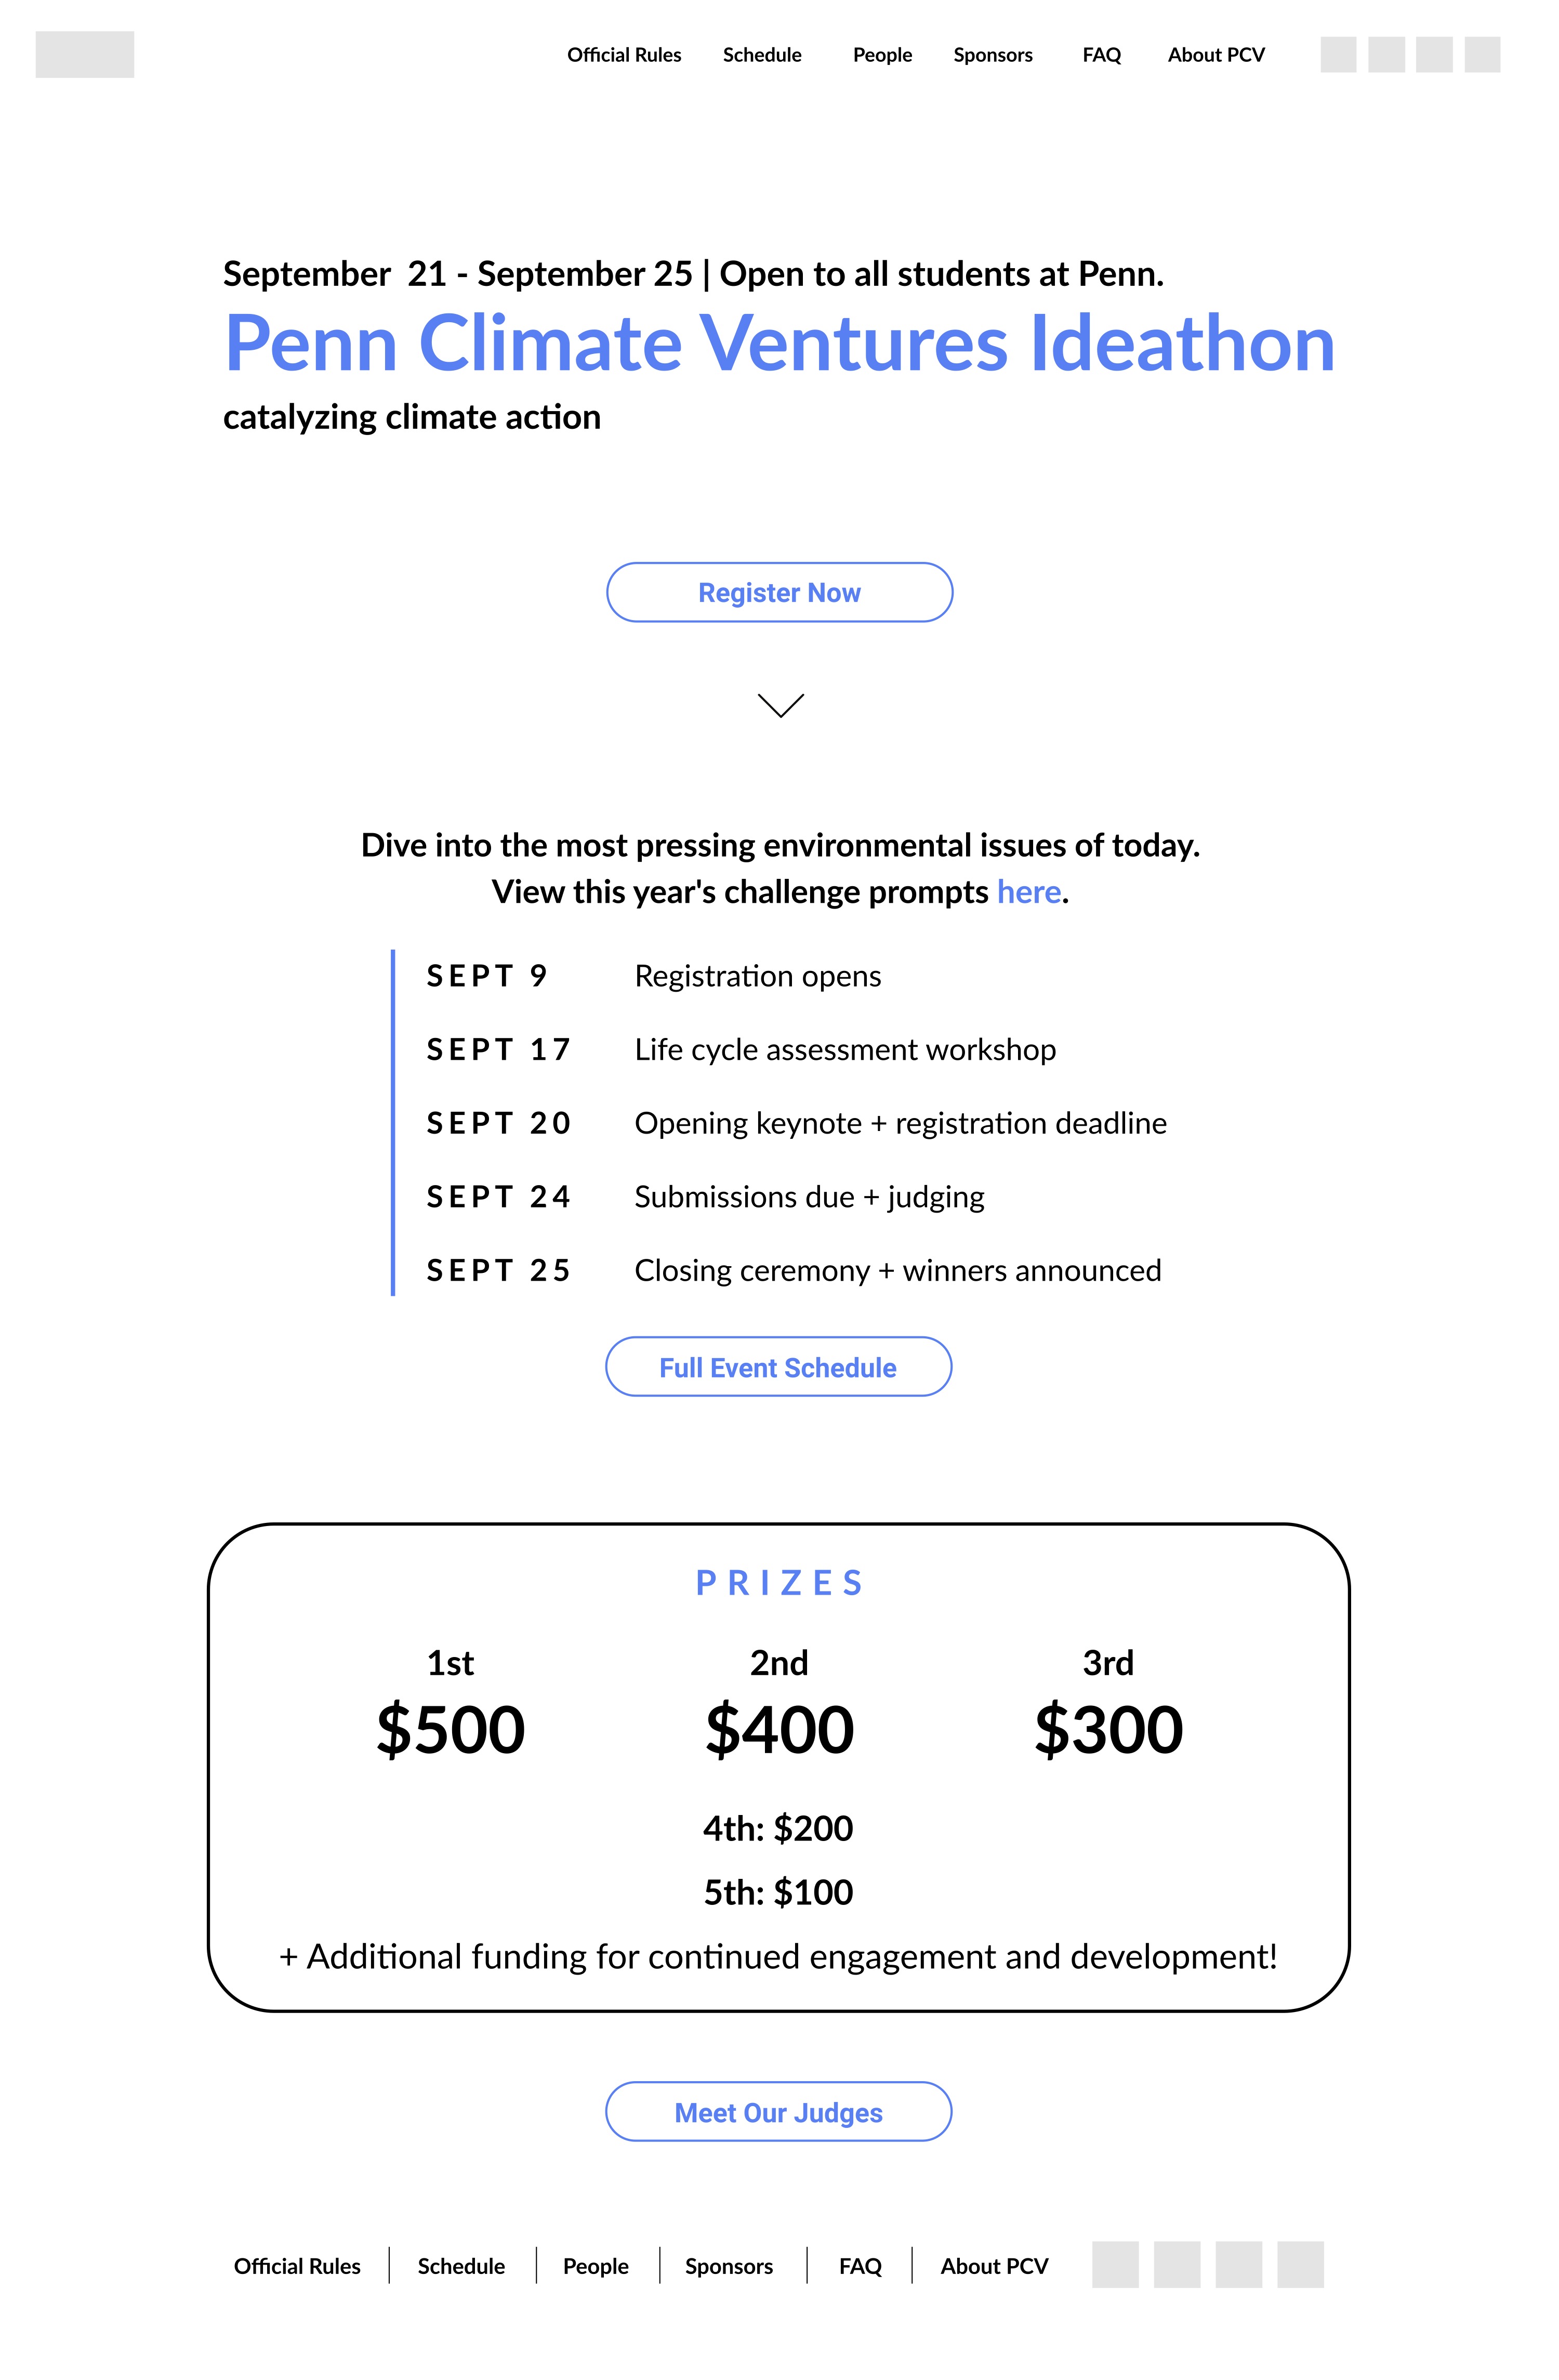 Official Rules Schedule People Sponsors FAQ About PCV
September 21 - September 25 | Open to all students at Penn.
Penn Climate Ventures Ideathon
catalyzing climate action
Register Now
Dive into the most pressing environmental issues of today.
View this year's challenge prompts here.
SEPT 9 Registration opens
SEPT 17 Life cycle assessment workshop
SEPT 20 Opening keynote + registration deadline
SEPT 24 Submissions due + judging
SEPT 25 Closing ceremony + winners announced
Full Event Schedule
PRIZES
1st 2nd 3rd
$500 $400 $300
4th: $200
5th: $100
+ Additional funding for continued engagement and development!
Meet Our Judges
Official Rules Schedule People Sponsors FAQ About PCV